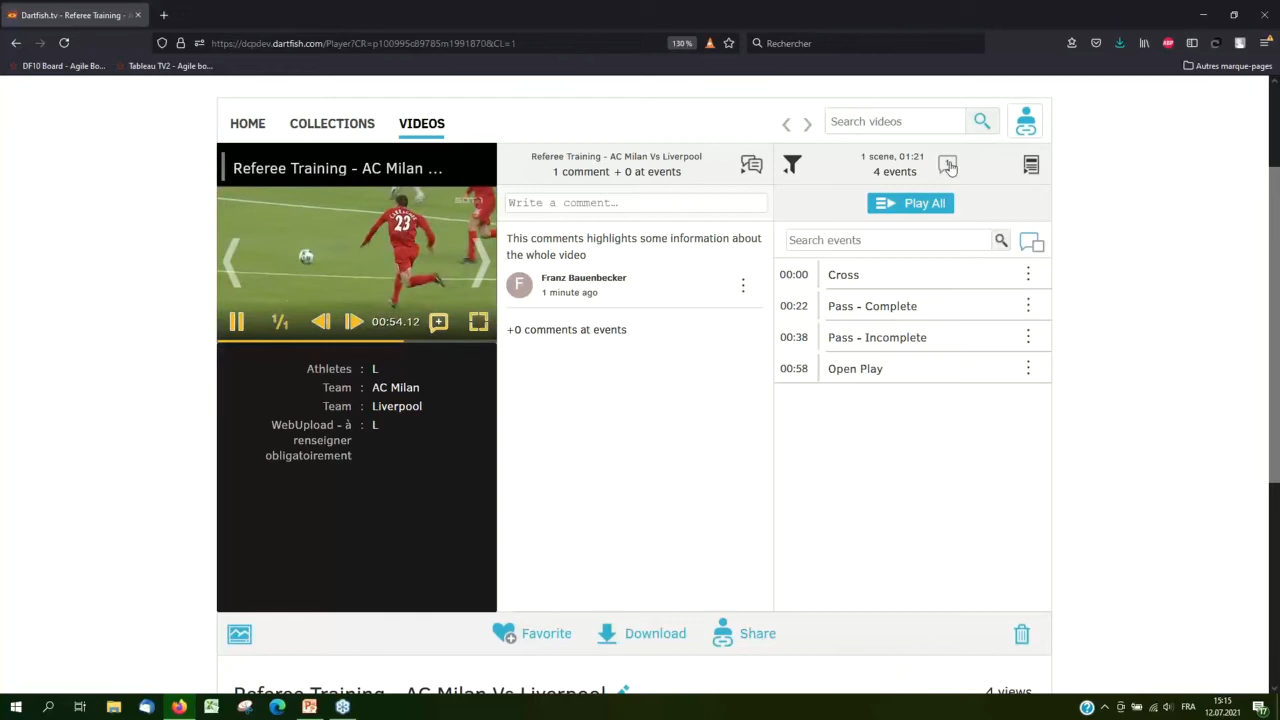 Dartfish.tv - Referee Training -
https://dcpdev.dartfish.com/Player?CR=p100995c89785m1991870&CL=1
130 %
Rechercher
DF10 Board - Agile Bo...
Tableau TV2 - Agile bo...
Autres marque-pages
HOME
COLLECTIONS
VIDEOS
Search videos
Referee Training - AC Milan ...
Referee Training - AC Milan Vs Liverpool
1 comment + 0 at events
1 scene, 01:21
4 events
23
1/1
00:54.12
Athletes : L
Team : AC Milan
Team : Liverpool
WebUpload - à : L
renseigner
obligatoirement
Write a comment...
This comments highlights some information about
the whole video
F
Franz Bauenbecker
1 minute ago
+0 comments at events
Play All
Search events
00:00 Cross
00:22 Pass - Complete
00:38 Pass - Incomplete
00:58 Open Play
Favorite
Download
Share
Referee Training - AC Milan Vs Liverpool
4 views
FRA
15:15
12.07.2021